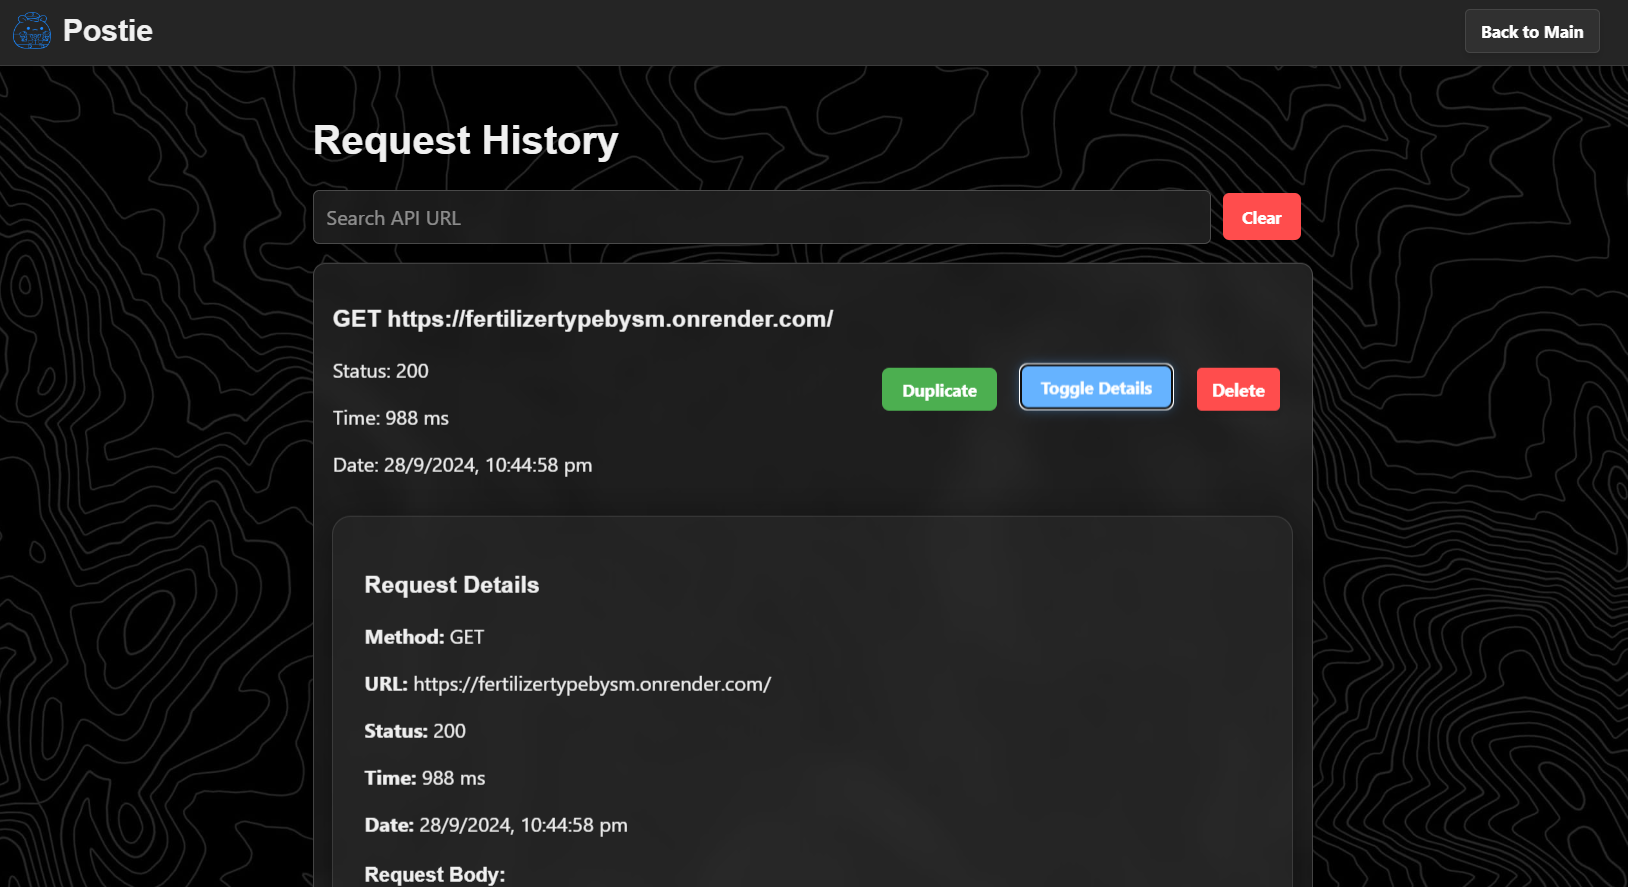 Postie
Back to Main
Request History
Search API URL
Clear
GET https://fertilizertypebysm.onrender.com/
Status: 200
Duplicate
Toggle Details
Delete
Time: 988 ms
Date: 28/9/2024, 10:44:58 pm
Request Details
Method: GET
URL: https://fertilizertypebysm.onrender.com/
Status: 200
Time: 988 ms
Date: 28/9/2024, 10:44:58 pm
Request Body: